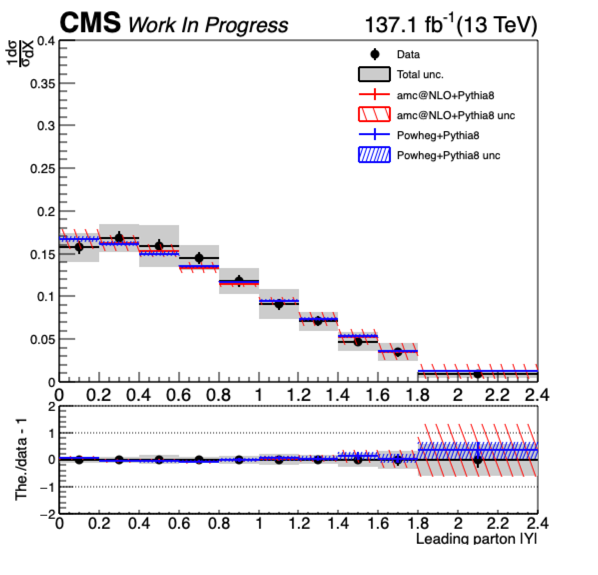 CMS Work In Progress 137.1 fb⁻¹(13 TeV)
1 dσ
σ dX
0.4
0.35
0.3
0.25
0.2
0.15
0.1
0.05
0
Data
Total unc.
amc@NLO+Pythia8
amc@NLO+Pythia8 unc
Powheg+Pythia8
Powheg+Pythia8 unc
0 0.2 0.4 0.6 0.8 1 1.2 1.4 1.6 1.8 2 2.2 2.4
The./data - 1
2
1
0
−1
−2
0 0.2 0.4 0.6 0.8 1 1.2 1.4 1.6 1.8 2 2.2 2.4
Leading parton |Y|